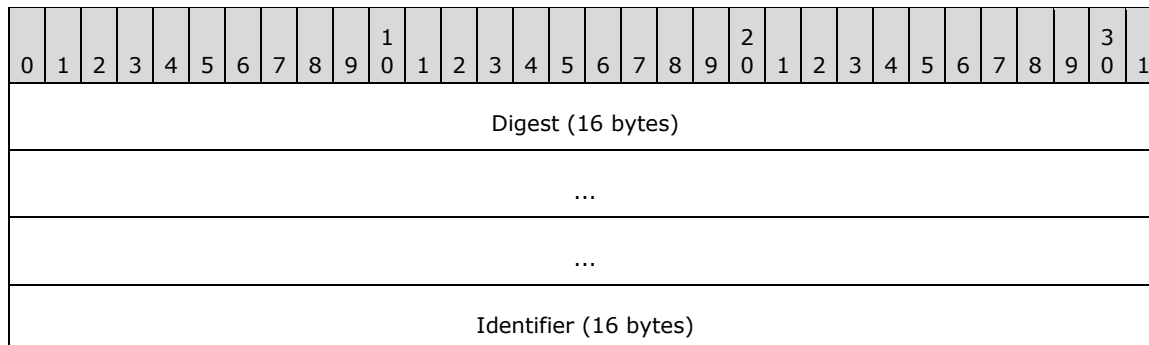 1 2 3
0 1 2 3 4 5 6 7 8 9 0 1 2 3 4 5 6 7 8 9 0 1 2 3 4 5 6 7 8 9 0 1
Digest (16 bytes)
...
...
Identifier (16 bytes)